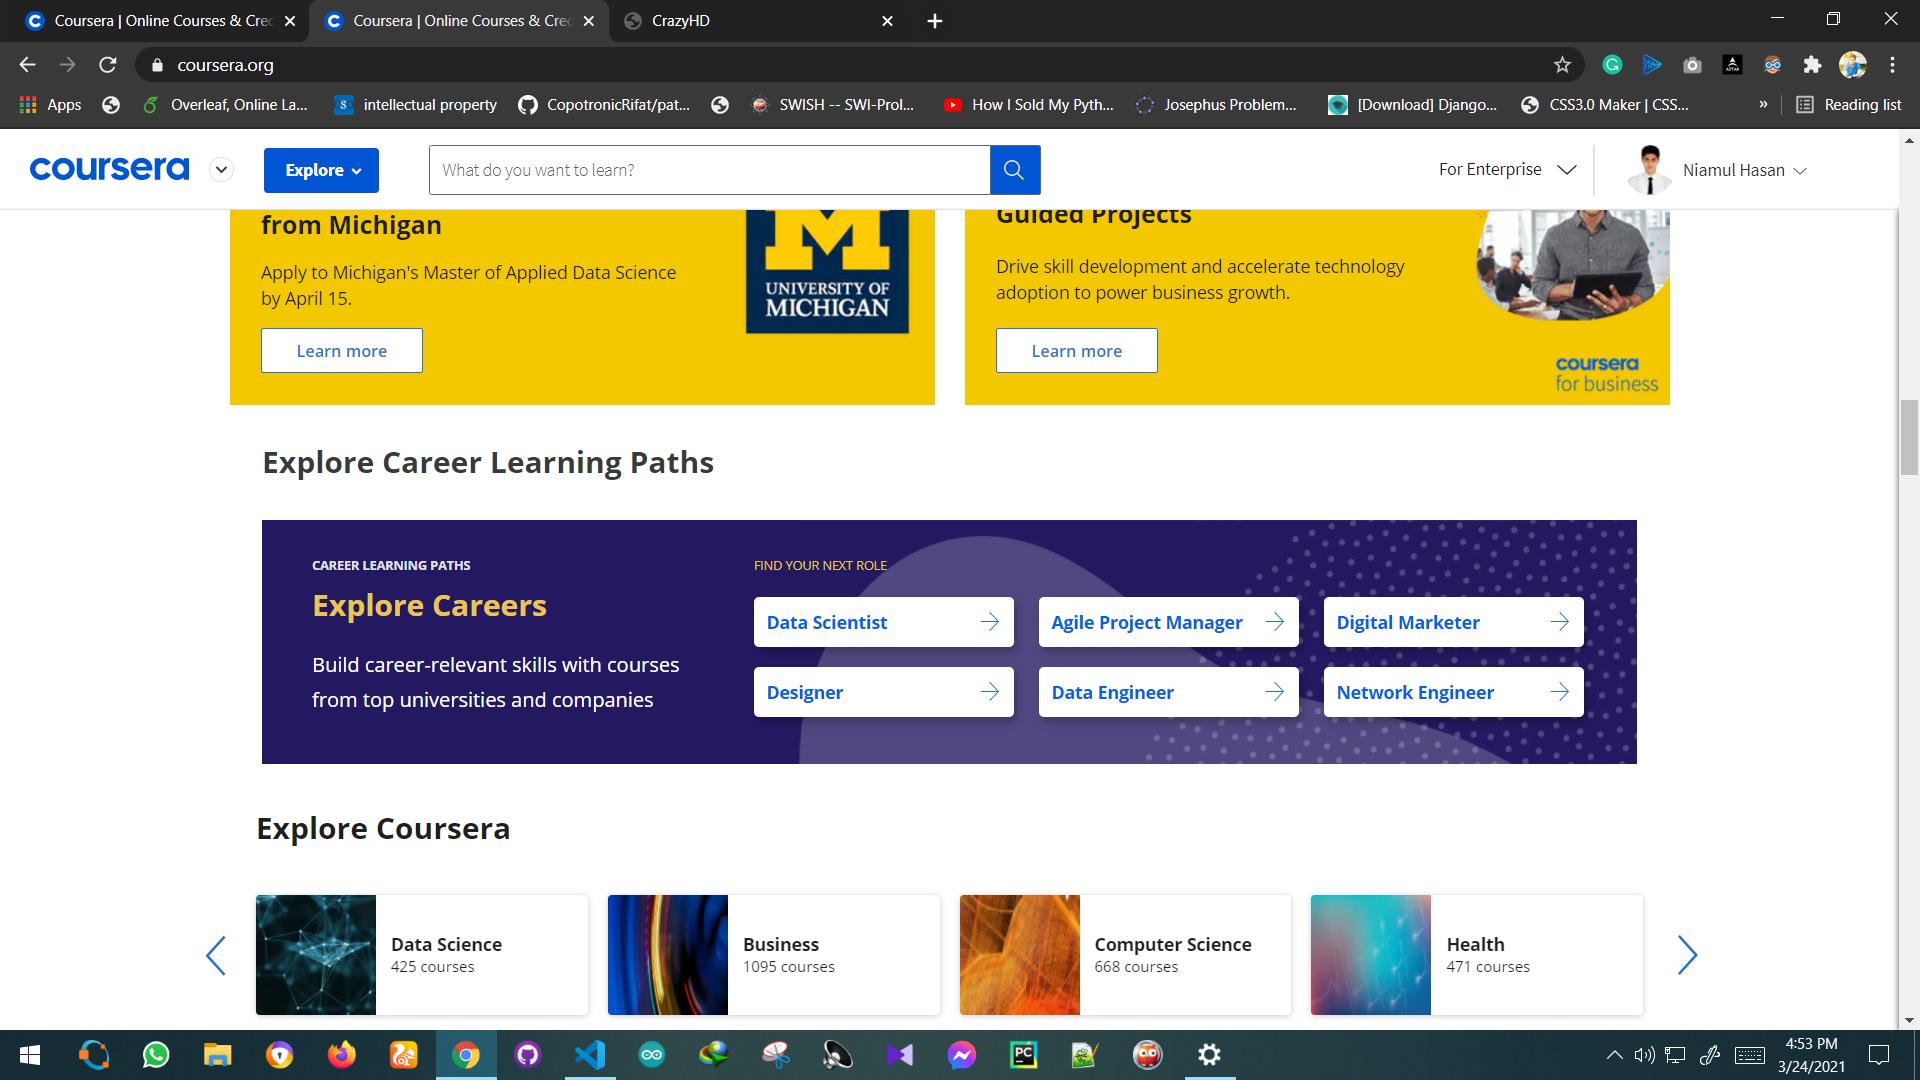 Coursera | Online Courses & Cre
Coursera | Online Courses & Cre
CrazyHD
coursera.org
Apps
Overleaf, Online La...
intellectual property
CopotronicRifat/pat...
SWISH -- SWI-Prol...
How I Sold My Pyth...
Josephus Problem...
[Download] Django...
CSS3.0 Maker | CSS...
»
Reading list
coursera
Explore
What do you want to learn?
For Enterprise
Niamul Hasan
from Michigan
Apply to Michigan's Master of Applied Data Science
by April 15.
Learn more
M
UNIVERSITY OF
MICHIGAN
Guided Projects
Drive skill development and accelerate technology
adoption to power business growth.
Learn more
coursera
for business
Explore Career Learning Paths
CAREER LEARNING PATHS
Explore Careers
Build career-relevant skills with courses
from top universities and companies
FIND YOUR NEXT ROLE
Data Scientist
Agile Project Manager
Digital Marketer
Designer
Data Engineer
Network Engineer
Explore Coursera
Data Science
425 courses
Business
1095 courses
Computer Science
668 courses
Health
471 courses
4:53 PM
3/24/2021